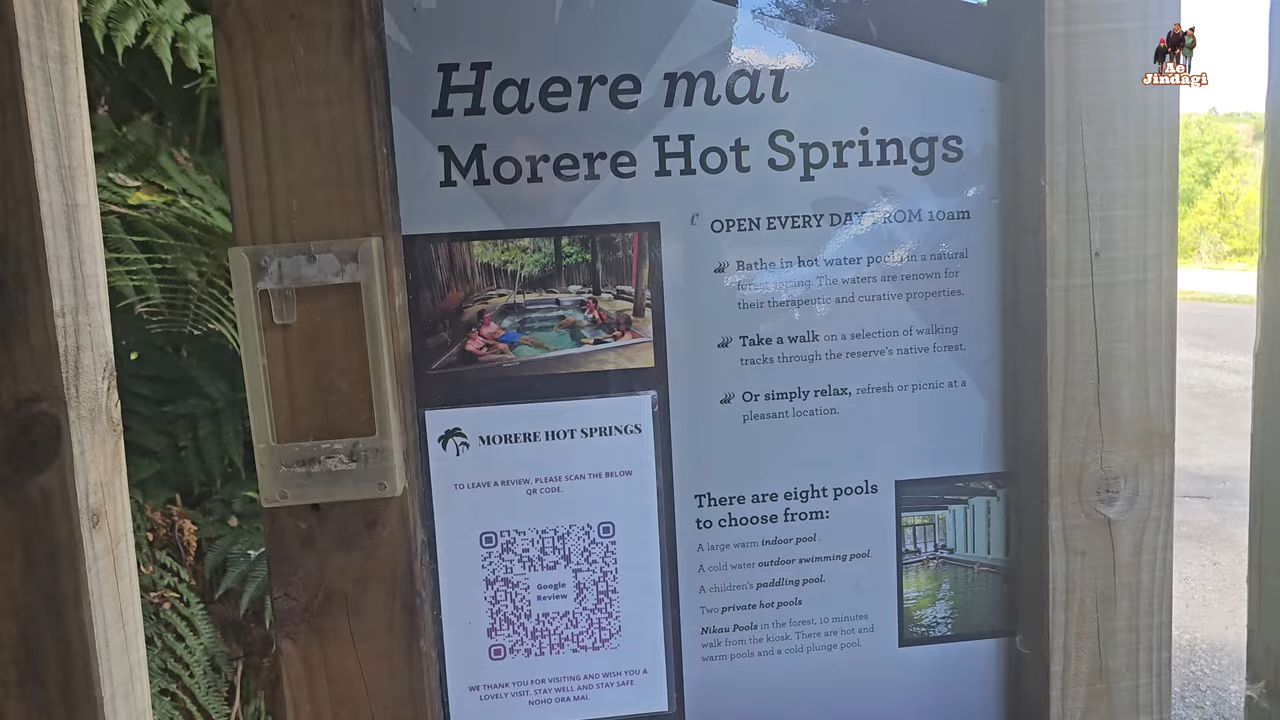 Ae
Jindagi
Haere mai
Morere Hot Springs
OPEN EVERY DAY FROM 10am
Bathe in hot water pools in a natural
forest setting. The waters are renown for
their therapeutic and curative properties.
Take a walk on a selection of walking
tracks through the reserve's native forest.
Or simply relax, refresh or picnic at a
pleasant location.
MORERE HOT SPRINGS
TO LEAVE A REVIEW, PLEASE SCAN THE BELOW
QR CODE.
Google
Review
WE THANK YOU FOR VISITING AND WISH YOU A
LOVELY VISIT. STAY WELL AND STAY SAFE.
NOHO ORA MAI.
There are eight pools
to choose from:
A large warm indoor pool.
A cold water outdoor swimming pool.
A children's paddling pool.
Two private hot pools
Nikau Pools in the forest, 10 minutes
walk from the kiosk. There are hot and
warm pools and a cold plunge pool.